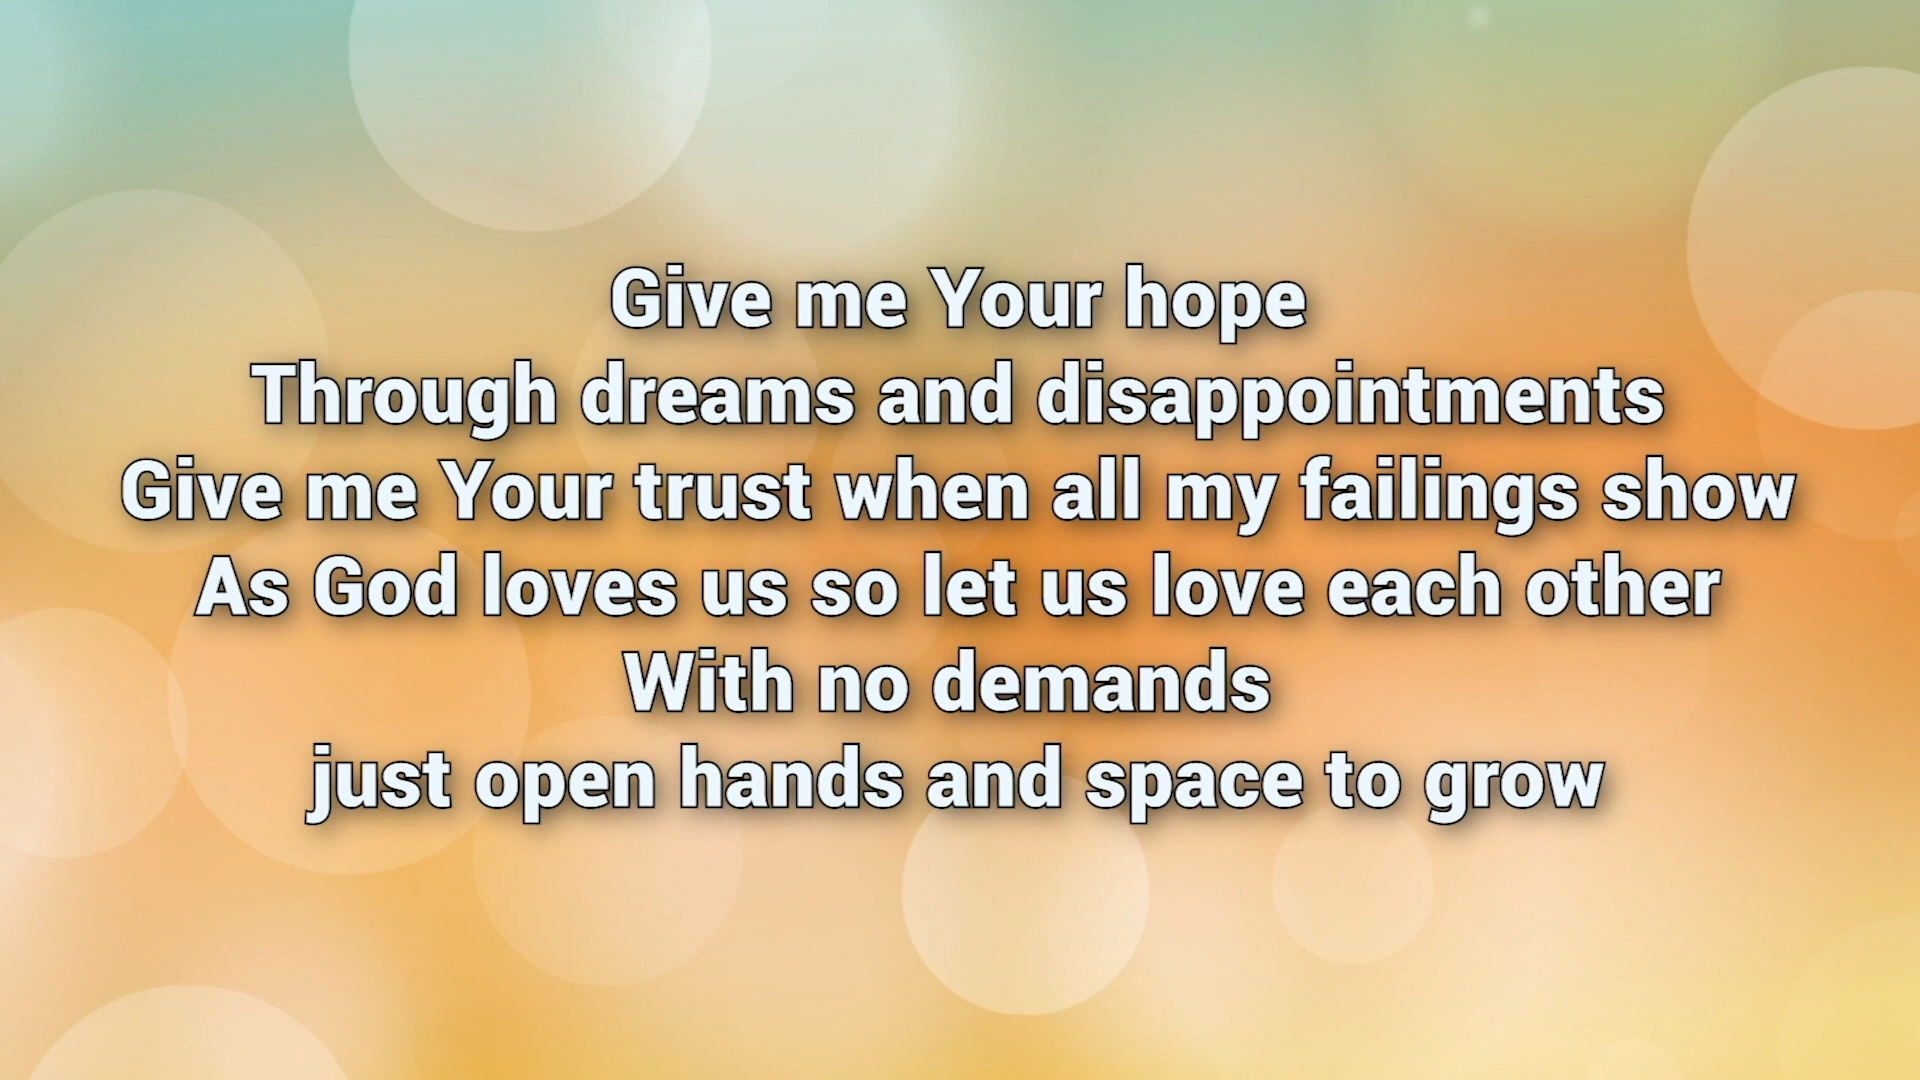 Give me Your hope
Through dreams and disappointments
Give me Your trust when all my failings show
As God loves us so let us love each other
With no demands
just open hands and space to grow